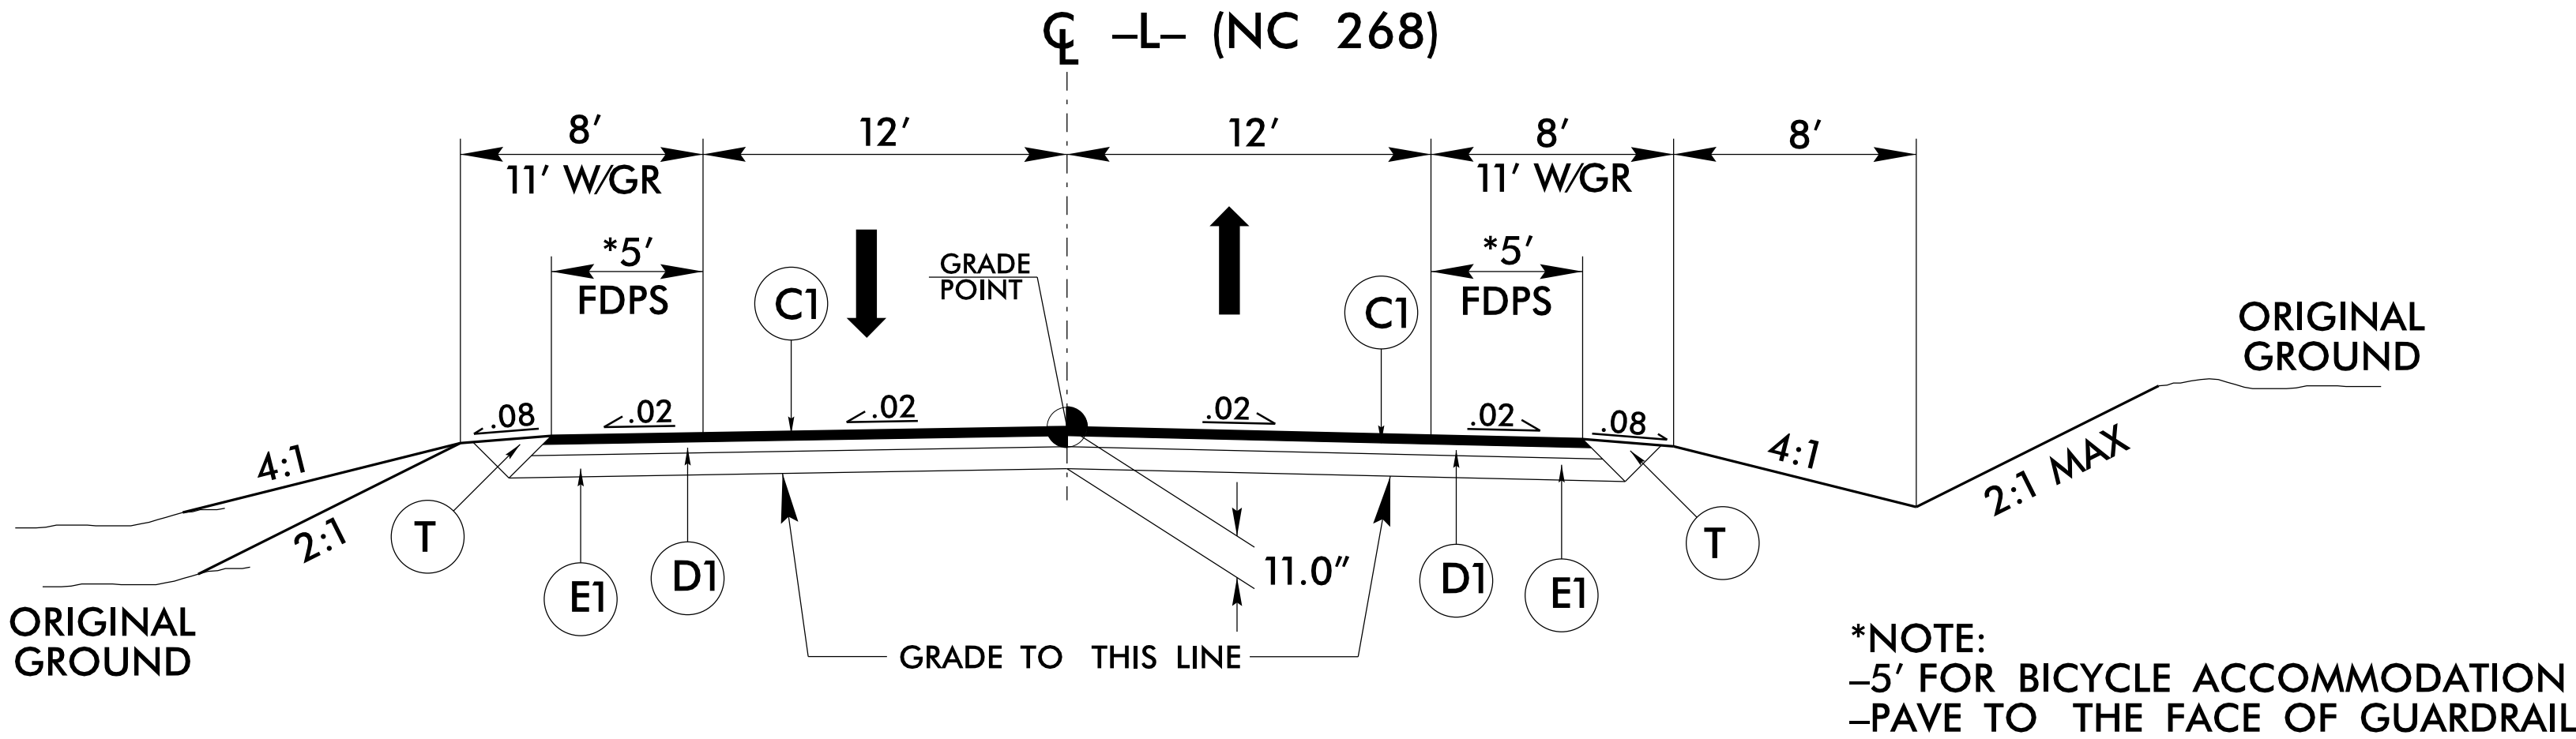 ℄ –L– (NC 268)
8' 12' 12' 8' 8'
11' W/GR 11' W/GR
*5' *5'
FDPS FDPS
GRADE
POINT
C1 C1
ORIGINAL
GROUND
.08 .02 .02 .02 .02 .08
4:1 4:1
2:1 2:1 MAX
T T
E1 D1 D1 E1
11.0"
GRADE TO THIS LINE
ORIGINAL
GROUND
*NOTE:
–5' FOR BICYCLE ACCOMMODATION
–PAVE TO THE FACE OF GUARDRAIL